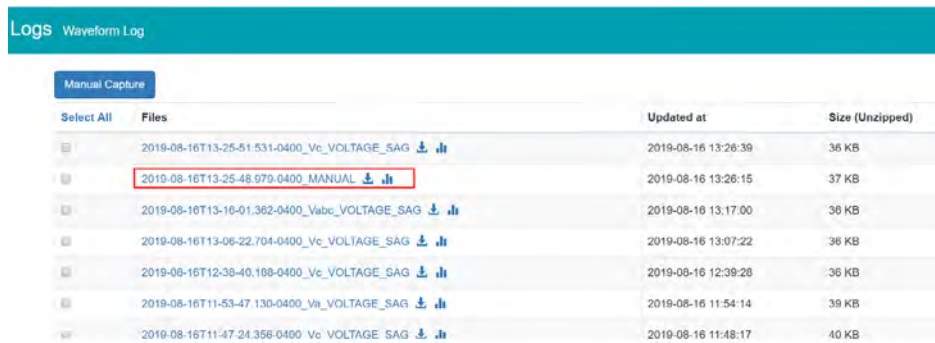 Logs Waveform Log
Manual Capture
Select All Files Updated at Size (Unzipped)
2019-08-16T13-25-51.531-0400_Vc_VOLTAGE_SAG 2019-08-16 13:26:39 36 KB
2019-08-16T13-25-48.979-0400_MANUAL 2019-08-16 13:26:15 37 KB
2019-08-16T13-16-01.362-0400_Vabc_VOLTAGE_SAG 2019-08-16 13:17:00 36 KB
2019-08-16T13-06-22.704-0400_Vc_VOLTAGE_SAG 2019-08-16 13:07:22 36 KB
2019-08-16T12-38-40.168-0400_Vc_VOLTAGE_SAG 2019-08-16 12:39:28 36 KB
2019-08-16T11-53-47.130-0400_Va_VOLTAGE_SAG 2019-08-16 11:54:14 39 KB
2019-08-16T11-47-24.356-0400_Vc_VOLTAGE_SAG 2019-08-16 11:48:17 40 KB